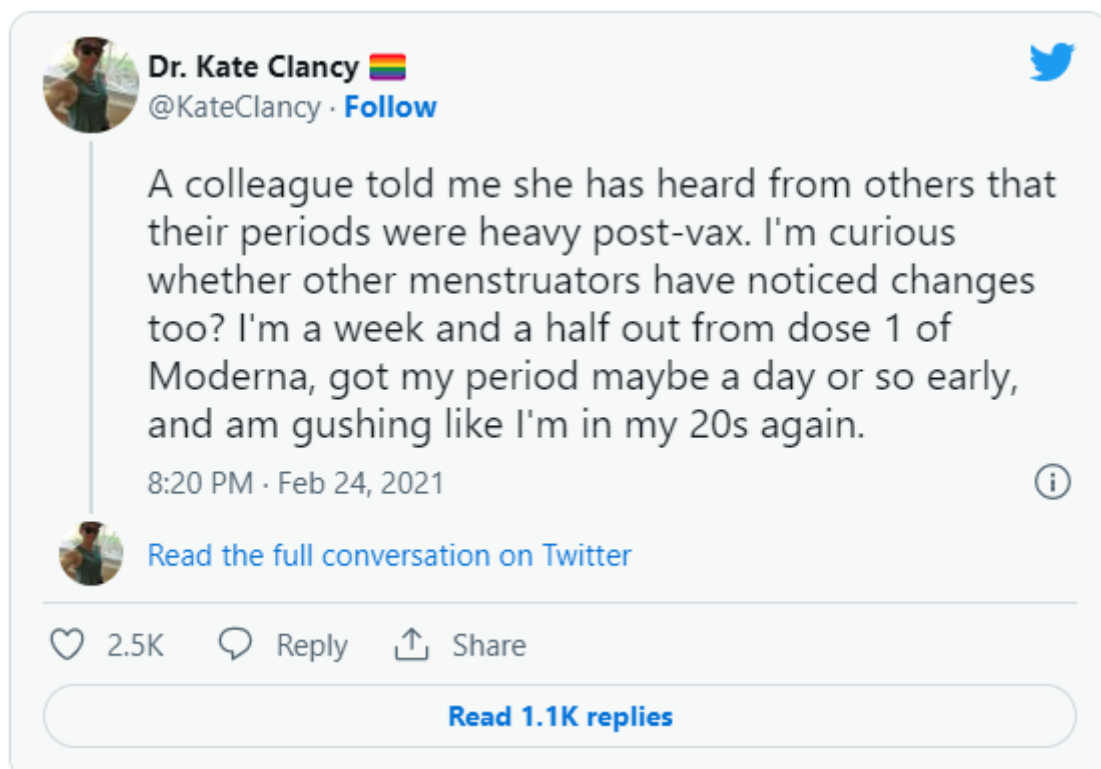 Dr. Kate Clancy
@KateClancy · Follow
A colleague told me she has heard from others that
their periods were heavy post-vax. I'm curious
whether other menstruators have noticed changes
too? I'm a week and a half out from dose 1 of
Moderna, got my period maybe a day or so early,
and am gushing like I'm in my 20s again.
8:20 PM · Feb 24, 2021
Read the full conversation on Twitter
2.5K Reply Share
Read 1.1K replies